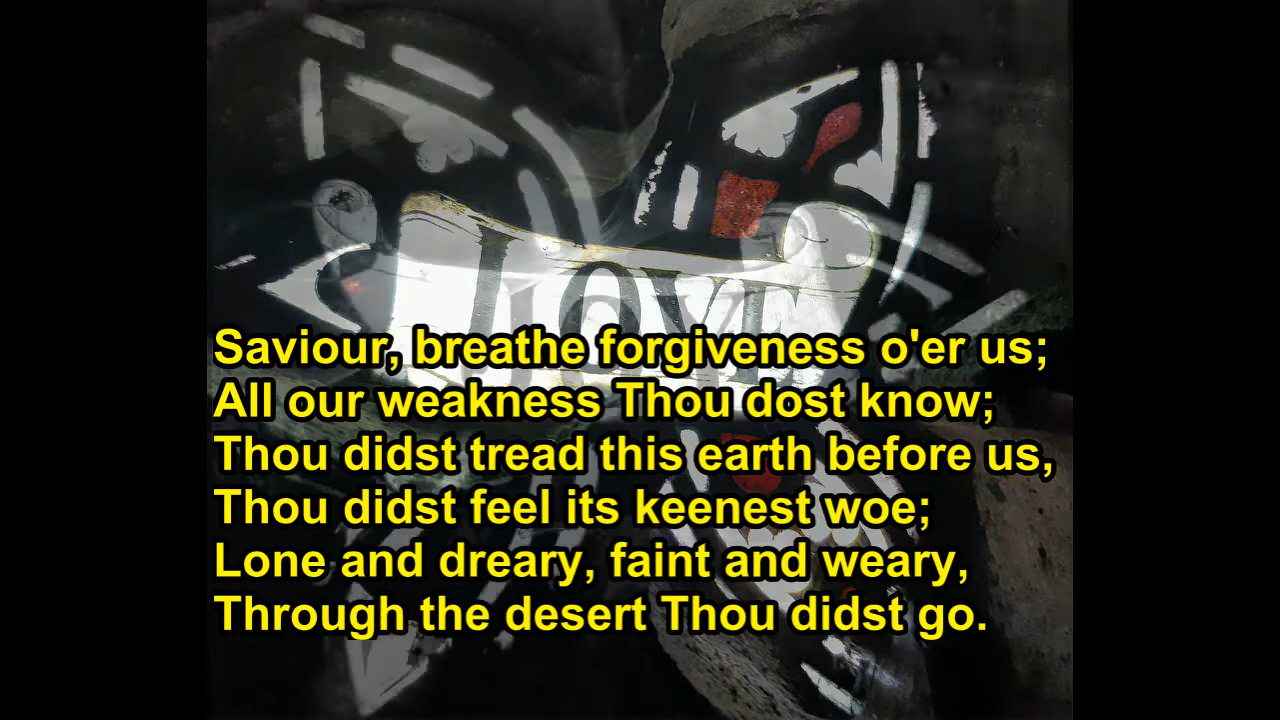 LOVE
Saviour, breathe forgiveness o'er us;
All our weakness Thou dost know;
Thou didst tread this earth before us,
Thou didst feel its keenest woe;
Lone and dreary, faint and weary,
Through the desert Thou didst go.